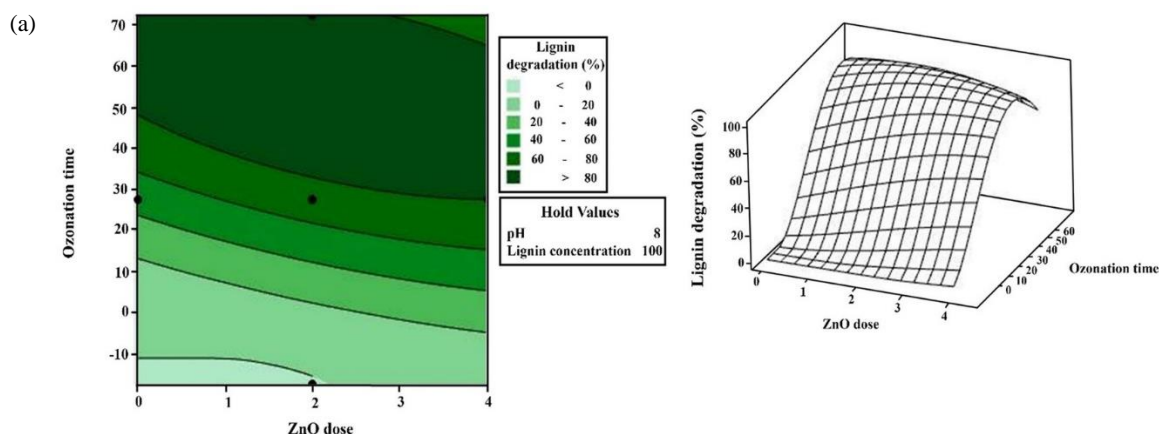 (a)
70
60
50
40
30
20
10
0
-10
Ozonation time
0 1 2 3 4
ZnO dose
Lignin
degradation (%)
< 0
0 - 20
20 - 40
40 - 60
60 - 80
> 80
Hold Values
pH 8
Lignin concentration 100
Lignin degradation (%)
100
80
60
40
20
0
0 1 2 3 4
ZnO dose
60
50
40
30
20
10
0
Ozonation time